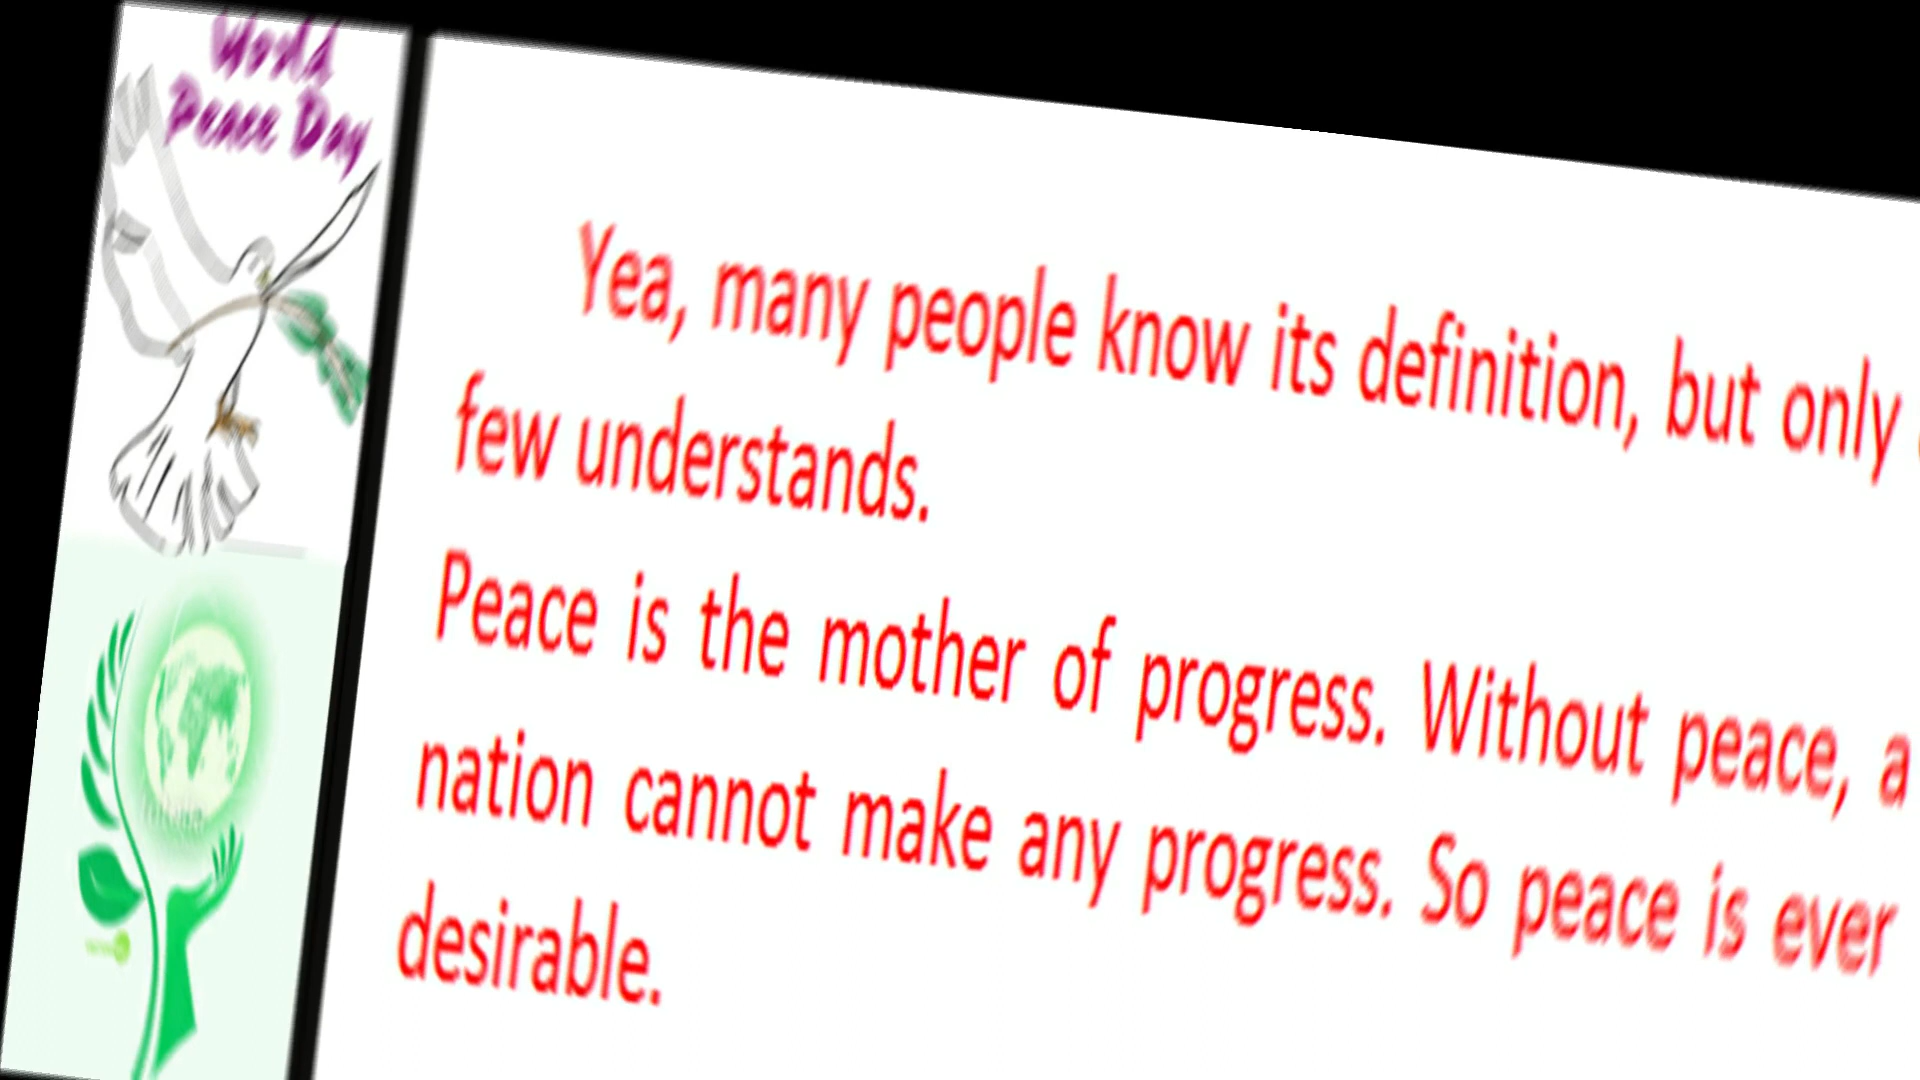 World
Peace Day
Yea, many people know its definition, but only
few understands.
Peace is the mother of progress. Without peace, a
nation cannot make any progress. So peace is ever
desirable.